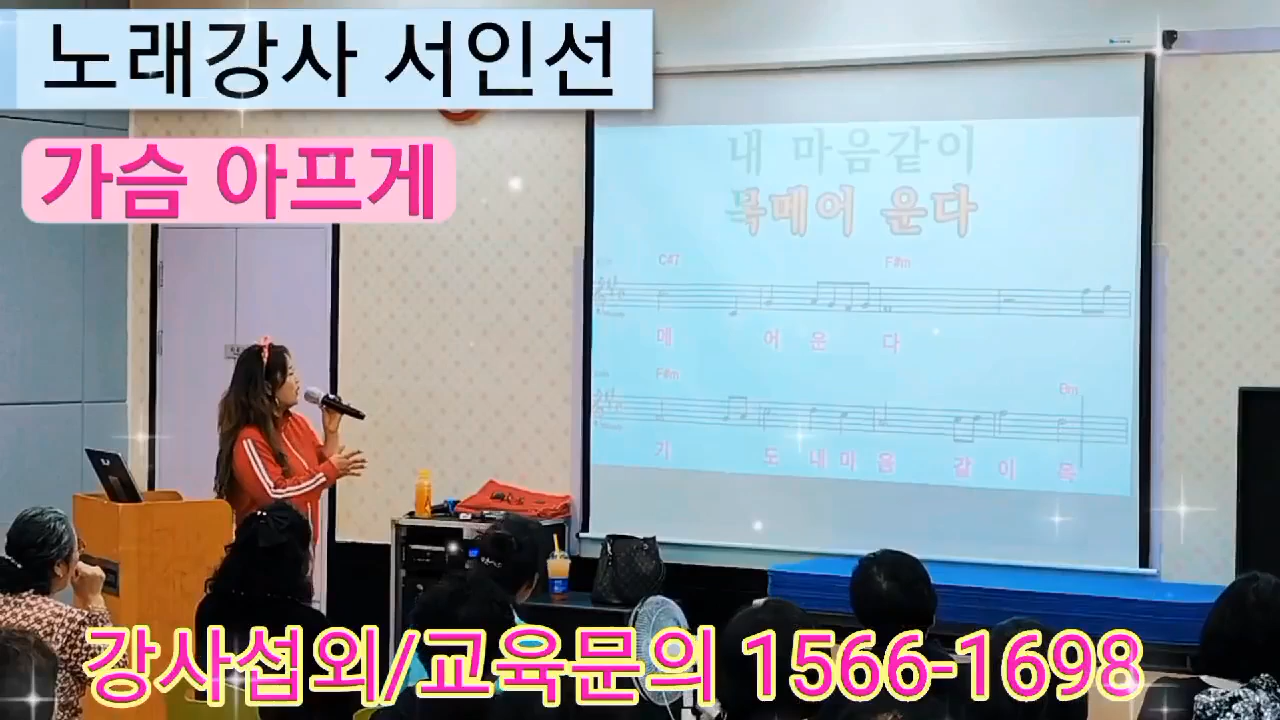 노래강사 서인선
가슴 아프게
내 마음같이
목메어 운다
C#7 F#m
메 어 운 다
F#m Bm
기 도 내 마 음 같 이 목
강사섭외/교육문의 1566-1698